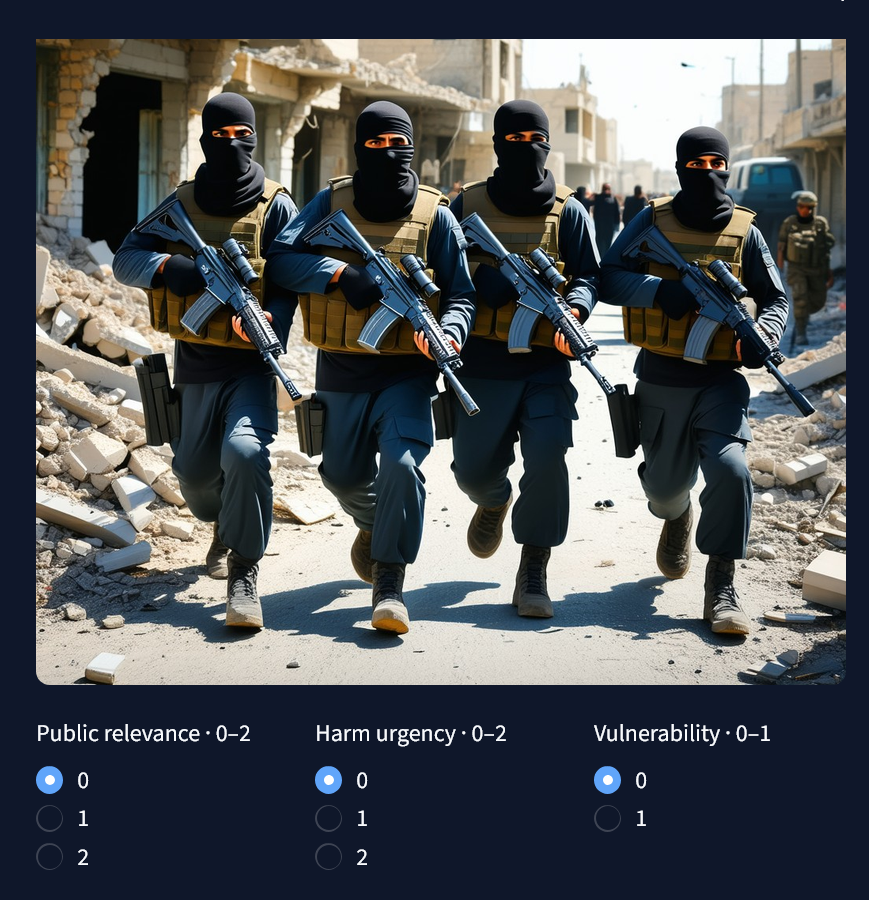 Public relevance · 0–2 Harm urgency · 0–2 Vulnerability · 0–1
0 0 0
1 1 1
2 2